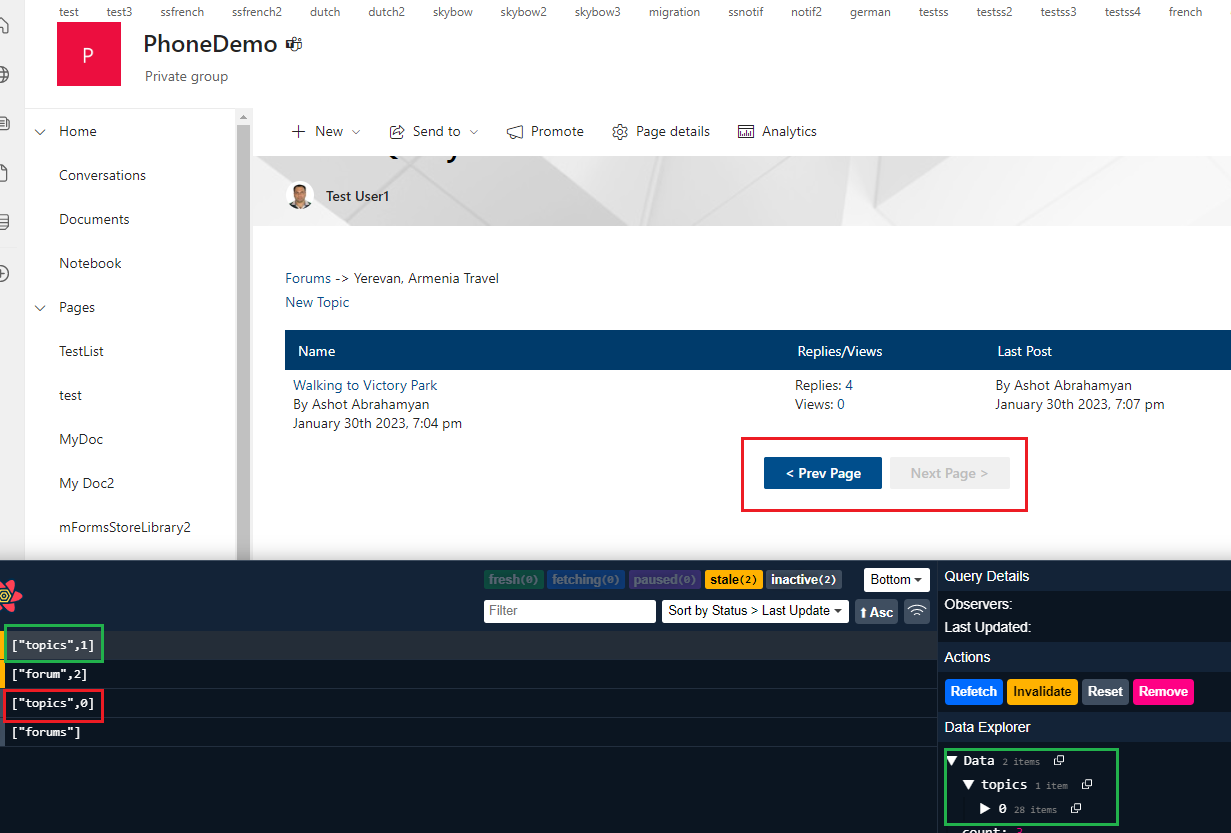 test test3 ssfrench ssfrench2 dutch dutch2 skybow skybow2 skybow3 migration ssnotif notif2 german testss testss2 testss3 testss4 french
P
PhoneDemo
Private group
Home
Conversations
Documents
Notebook
Pages
TestList
test
MyDoc
My Doc2
mFormsStoreLibrary2
New Send to Promote Page details Analytics
Test User1
Forums -> Yerevan, Armenia Travel
New Topic
Name Replies/Views Last Post
Walking to Victory Park Replies: 4 By Ashot Abrahamyan
By Ashot Abrahamyan Views: 0 January 30th 2023, 7:07 pm
January 30th 2023, 7:04 pm
< Prev Page Next Page >
fresh(0) fetching(0) paused(0) stale(2) inactive(2) Bottom
Filter Sort by Status > Last Update Asc
["topics",1]
["forum",2]
["topics",0]
["forums"]
Query Details
Observers:
Last Updated:
Actions
Refetch Invalidate Reset Remove
Data Explorer
Data 2 items
topics 1 item
0 28 items